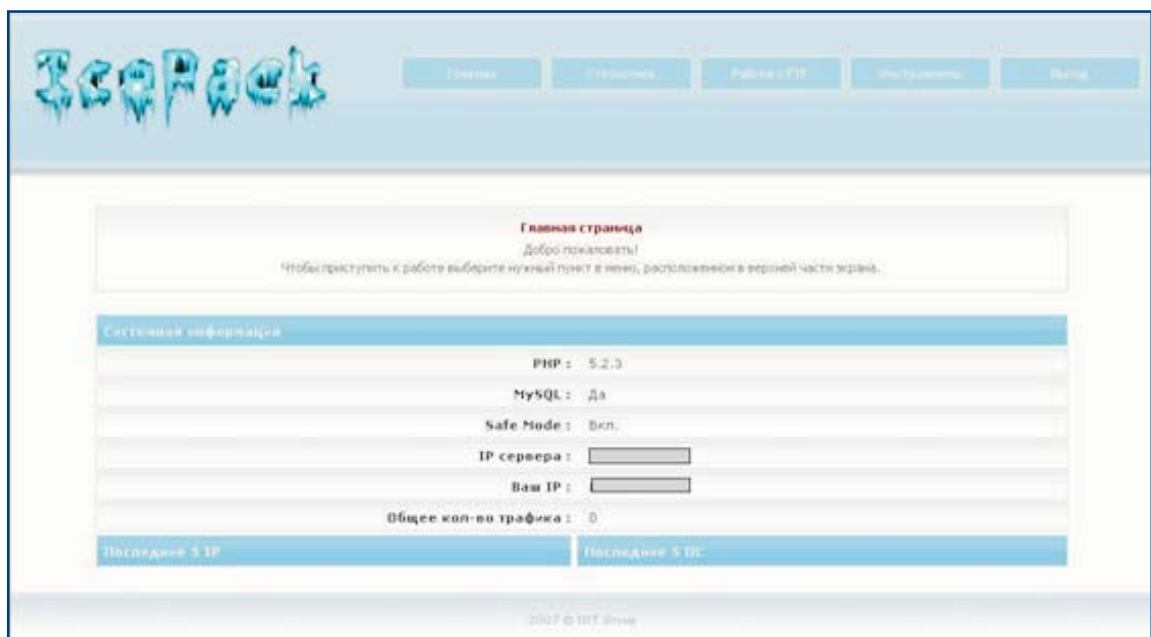 IcePack
Главная Статистика Работа с FTP Инструменты Выход
Главная страница
Добро пожаловать!
Чтобы приступить к работе выберите нужный пункт в меню, расположенном в верхней части экрана.
Системная информация
PHP : 5.2.3
MySQL : Да
Safe Mode : Вкл.
IP сервера :
Ваш IP :
Общее кол-во трафика : 0
Последние 5 IP Последние 5
2007 © IDT Group